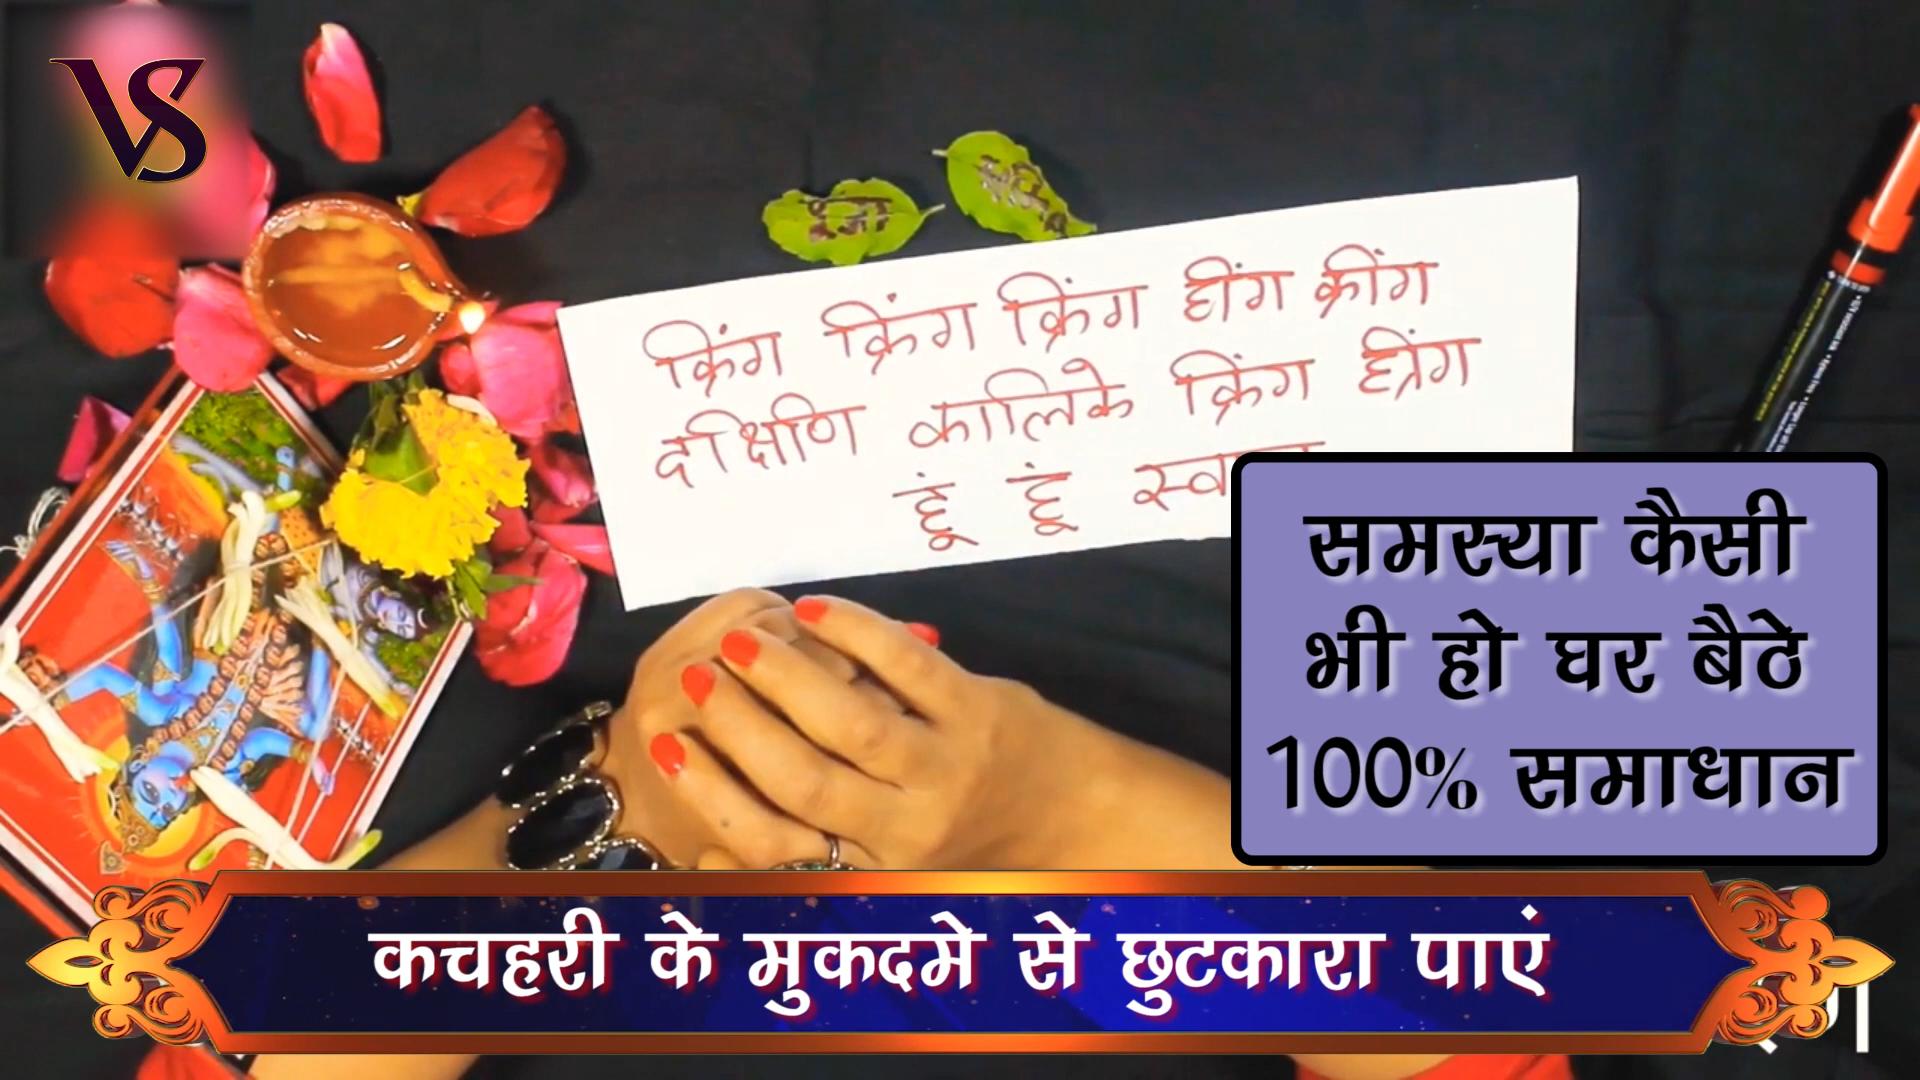 VS
क्रिंग क्रिंग क्रिंग ह्रींग क्रींग
दक्षिण कालिके क्रिंग ह्रिंग
हूं हूं
समस्या कैसी
भी हो घर बैठे
100% समाधान
कचहरी के मुकदमे से छुटकारा पाएं